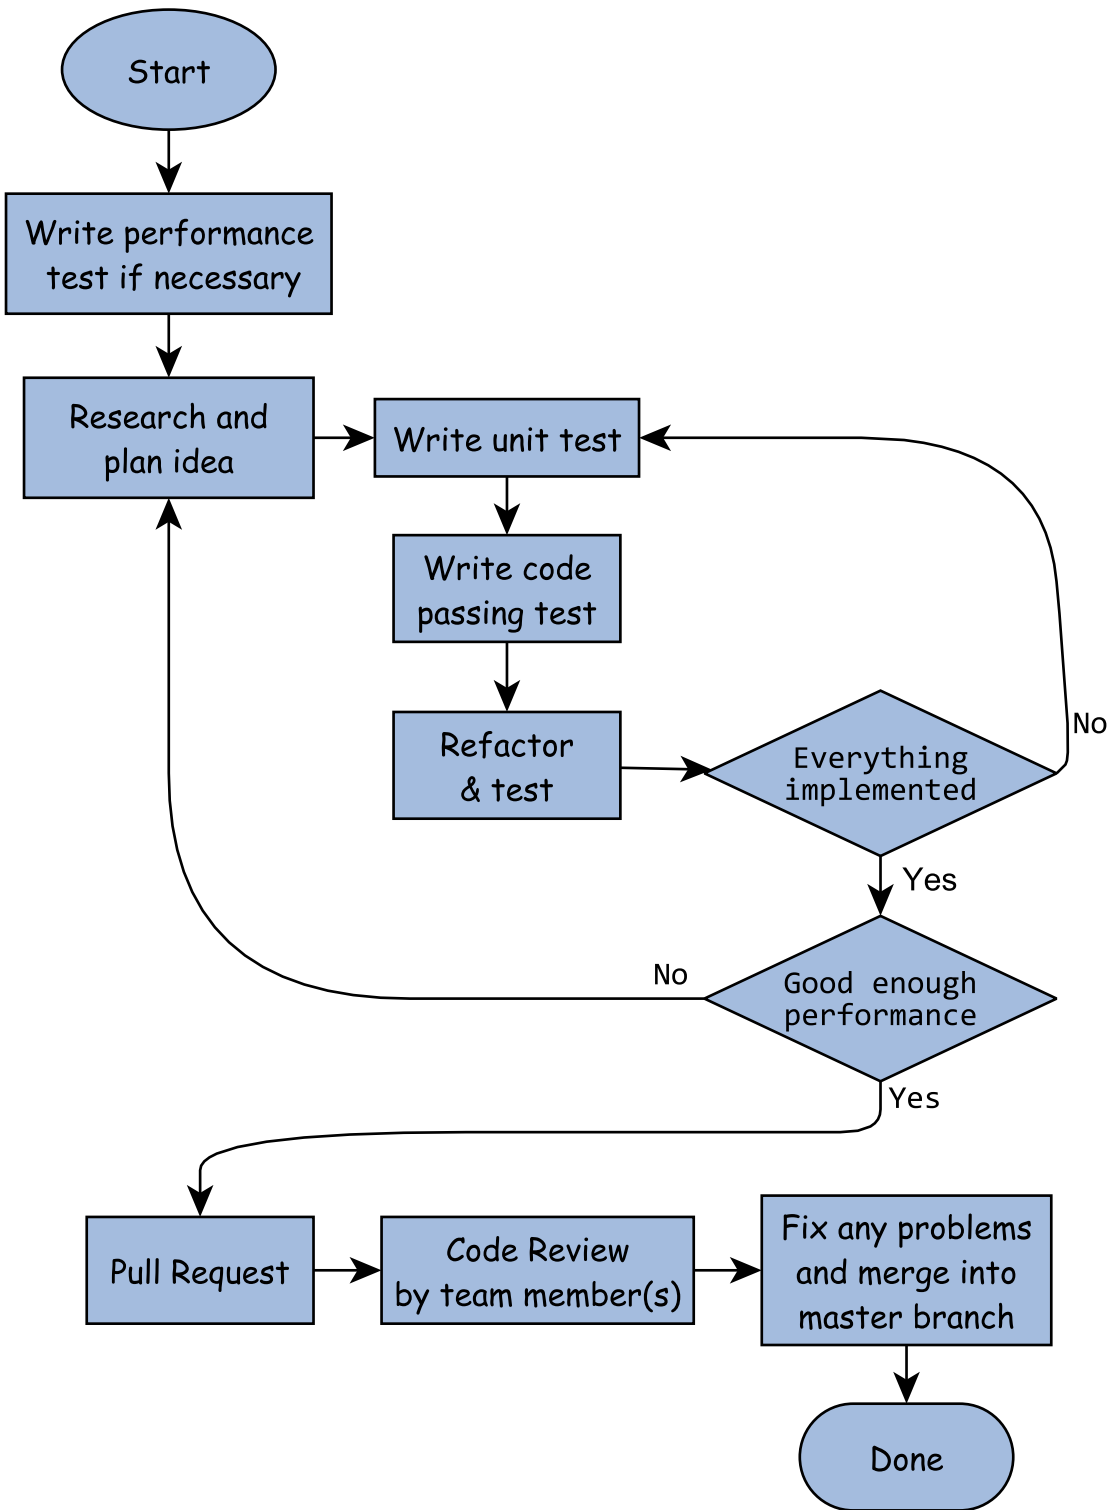 Start
Write performance
test if necessary
Research and
plan idea
Write unit test
Write code
passing test
Refactor
& test
Everything
implemented
No
Yes
Good enough
performance
No
Yes
Pull Request
Code Review
by team member(s)
Fix any problems
and merge into
master branch
Done